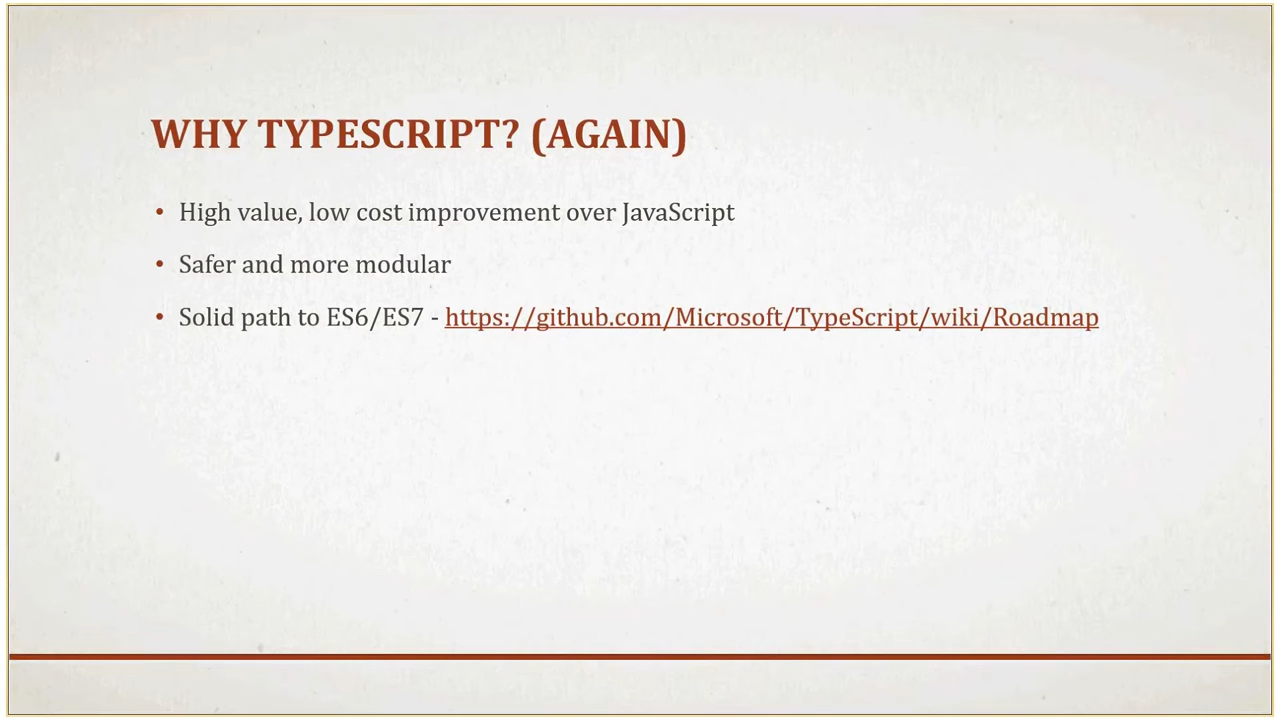 WHY TYPESCRIPT? (AGAIN)
• High value, low cost improvement over JavaScript
• Safer and more modular
• Solid path to ES6/ES7 - https://github.com/Microsoft/TypeScript/wiki/Roadmap